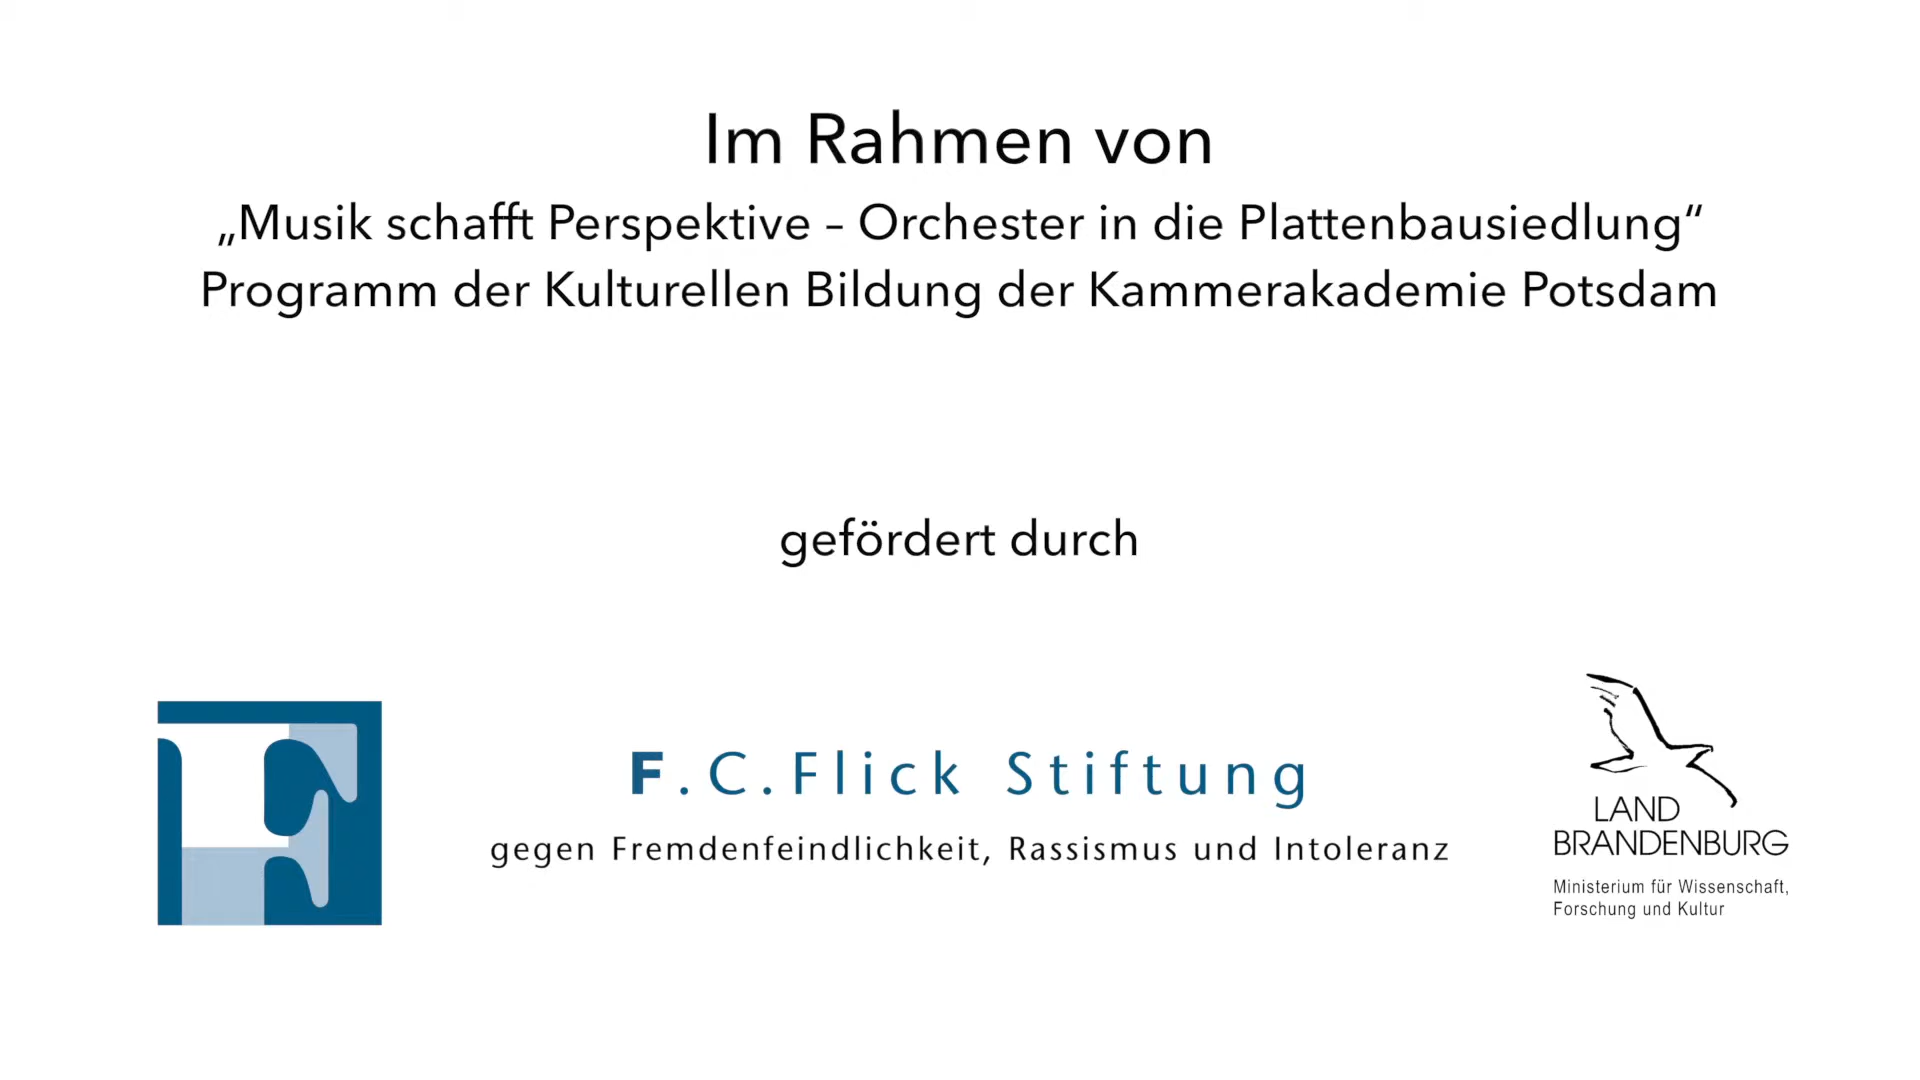 Im Rahmen von
„Musik schafft Perspektive – Orchester in die Plattenbausiedlung“
Programm der Kulturellen Bildung der Kammerakademie Potsdam
gefördert durch
F
F.C.Flick Stiftung
gegen Fremdenfeindlichkeit, Rassismus und Intoleranz
LAND
BRANDENBURG
Ministerium für Wissenschaft,
Forschung und Kultur